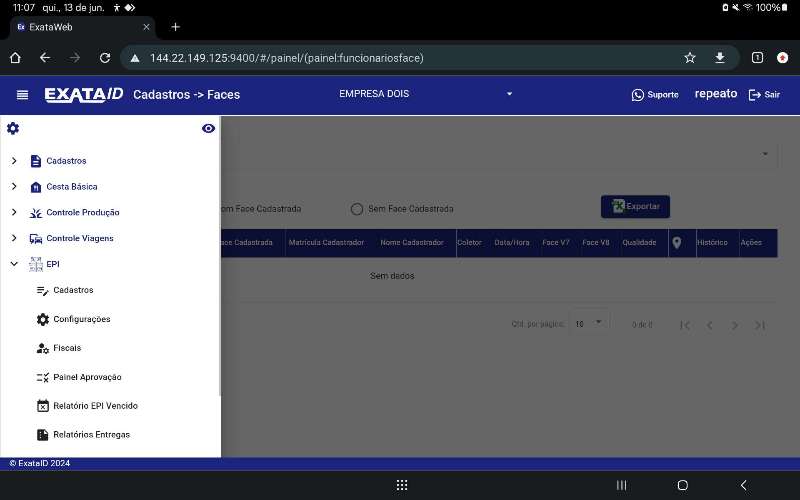 11:07 qui., 13 de jun. 100%
ExataWeb
144.22.149.125:9400/#/painel/(painel:funcionariosface) 1
EXATAID Cadastros -> Faces EMPRESA DOIS Suporte repeato Sair
Cadastros
Cesta Básica
om Face Cadastrada Sem Face Cadastrada Exportar
Controle Produção
Controle Viagens
ace Cadastrada Matrícula Cadastrador Nome Cadastrador Coletor Data/Hora Face V7 Face V8 Qualidade Histórico Ações
EPI
Sem dados
Cadastros
Configurações
Qtd. por página: 10 0 de 0
Fiscais
Painel Aprovação
Relatório EPI Vencido
Relatórios Entregas
© ExataID 2024